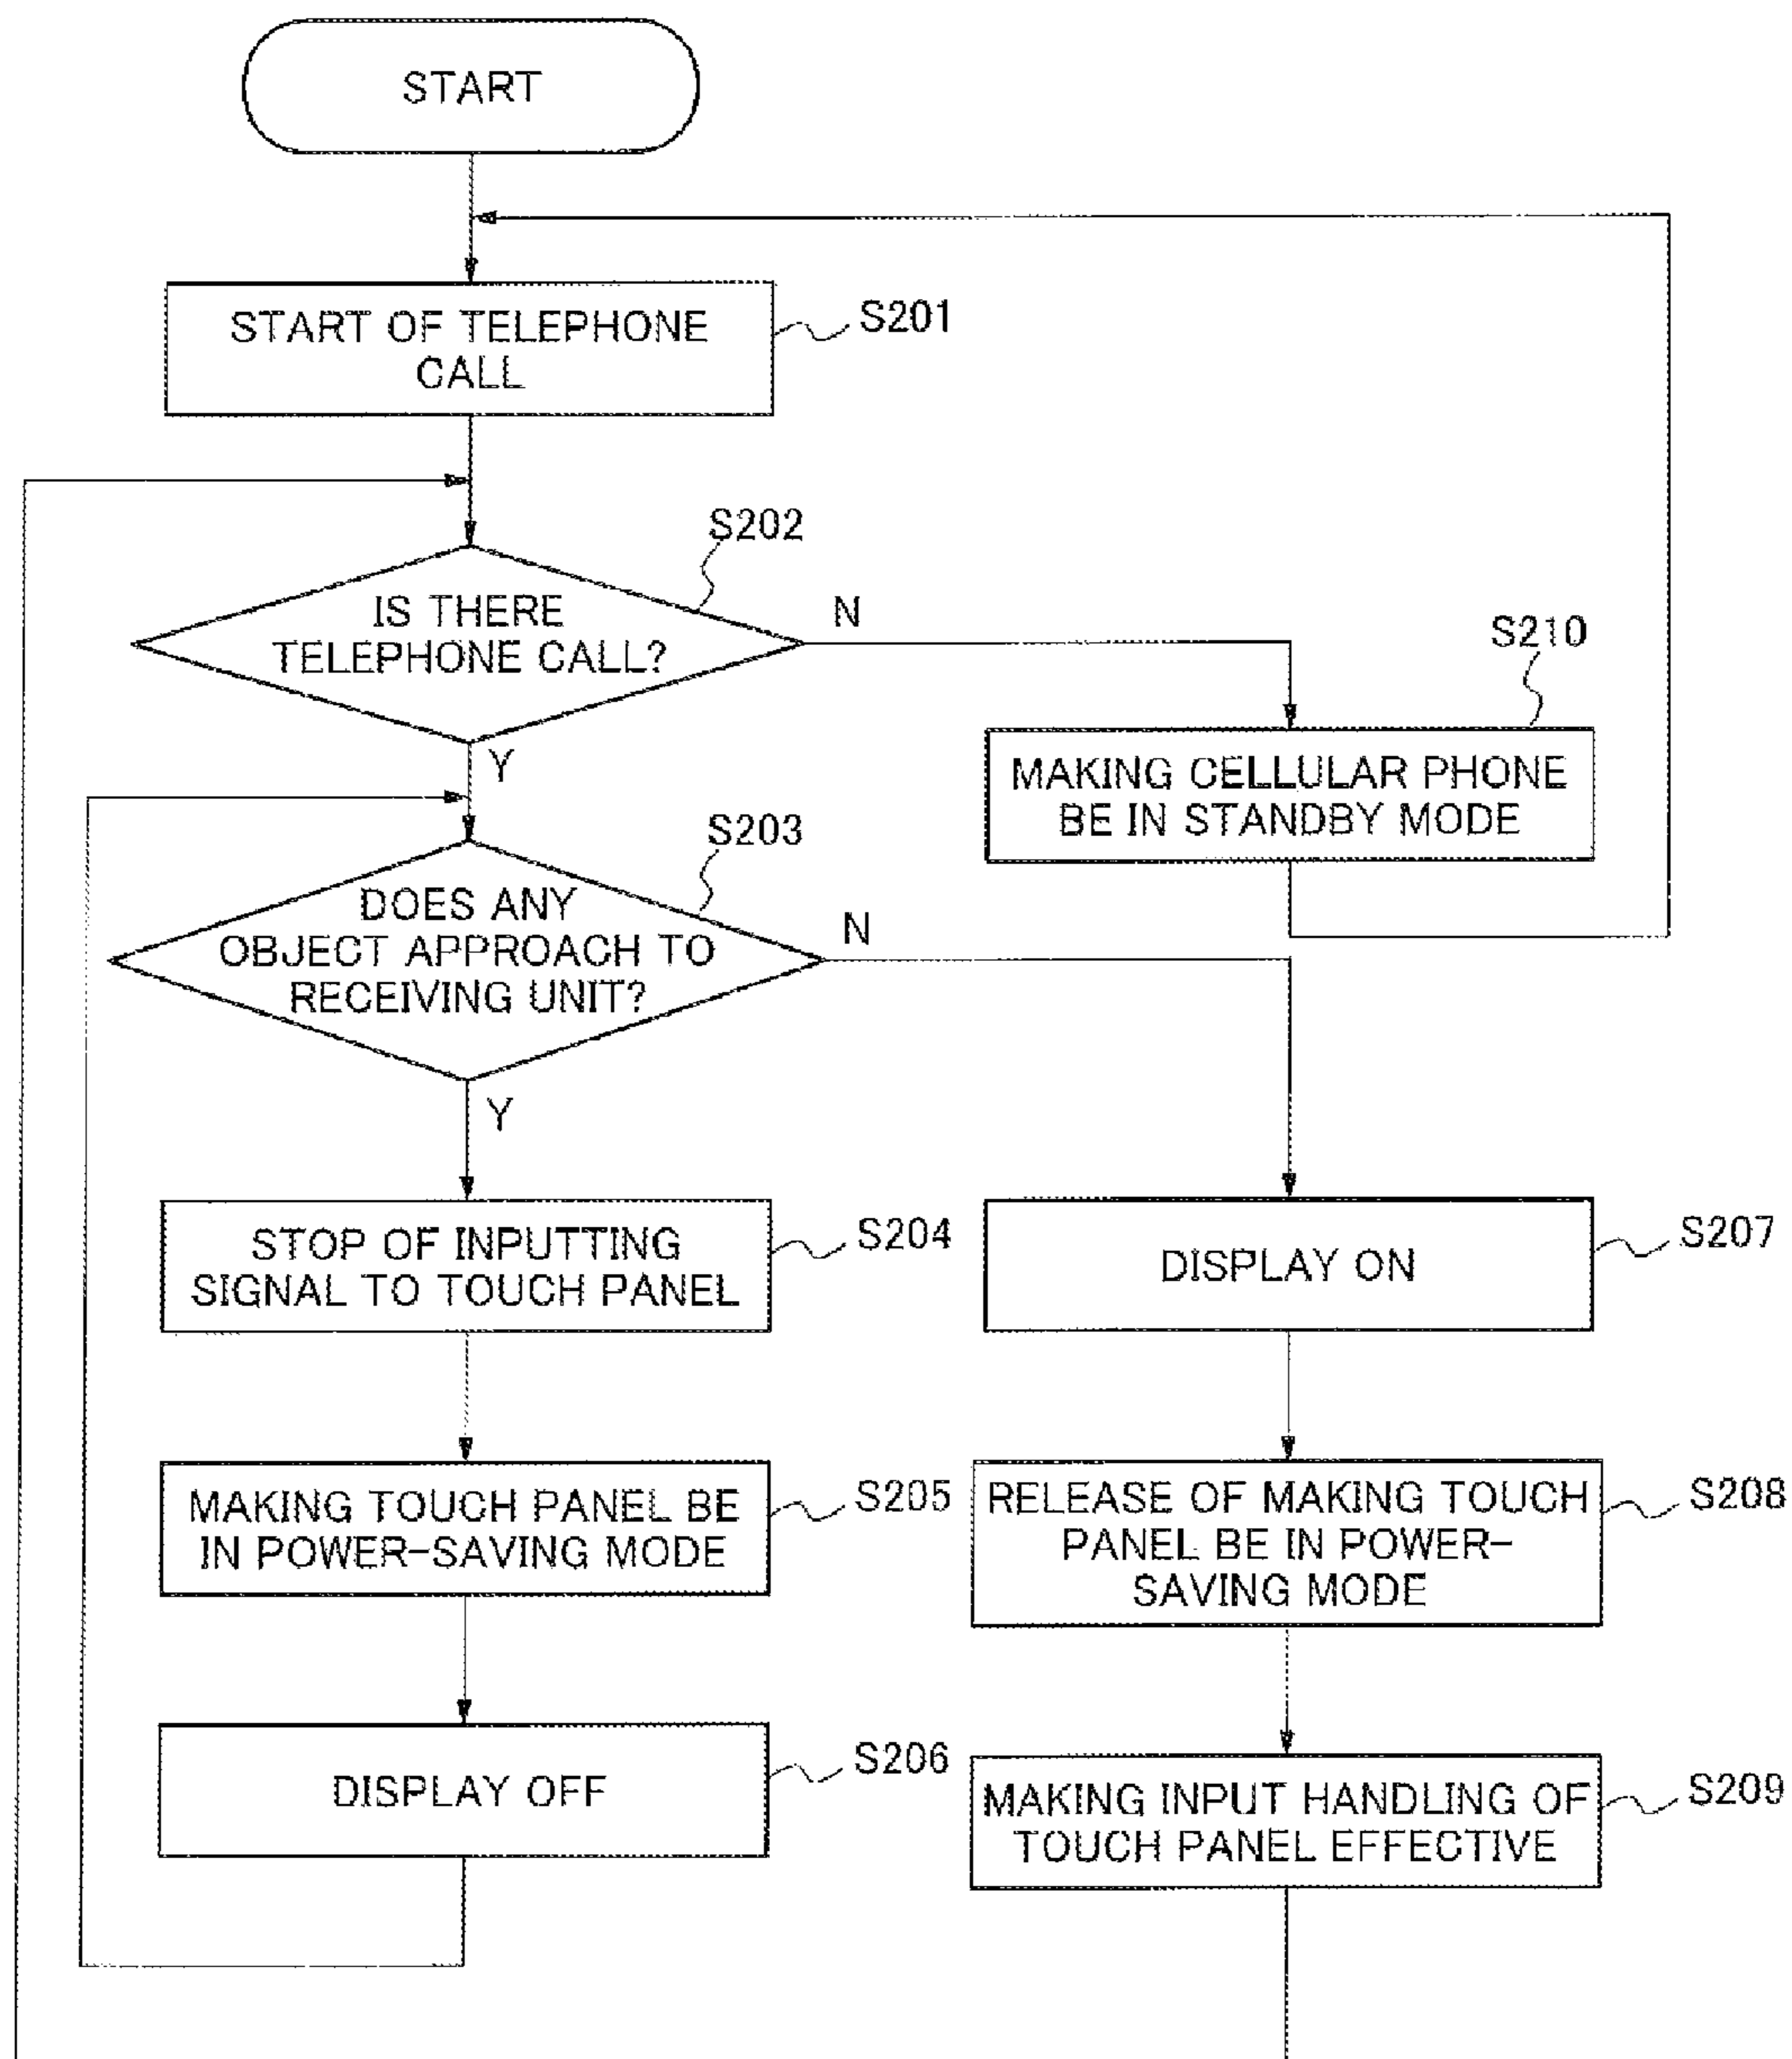 START
START OF TELEPHONE
CALL
S201
S202
IS THERE
TELEPHONE CALL?
N
Y
S210
MAKING CELLULAR PHONE
BE IN STANDBY MODE
S203
DOES ANY
OBJECT APPROACH TO
RECEIVING UNIT?
N
Y
STOP OF INPUTTING
SIGNAL TO TOUCH PANEL
S204
DISPLAY ON
S207
MAKING TOUCH PANEL BE
IN POWER-SAVING MODE
S205
RELEASE OF MAKING TOUCH
PANEL BE IN POWER-
SAVING MODE
S208
DISPLAY OFF
S206
MAKING INPUT HANDLING OF
TOUCH PANEL EFFECTIVE
S209